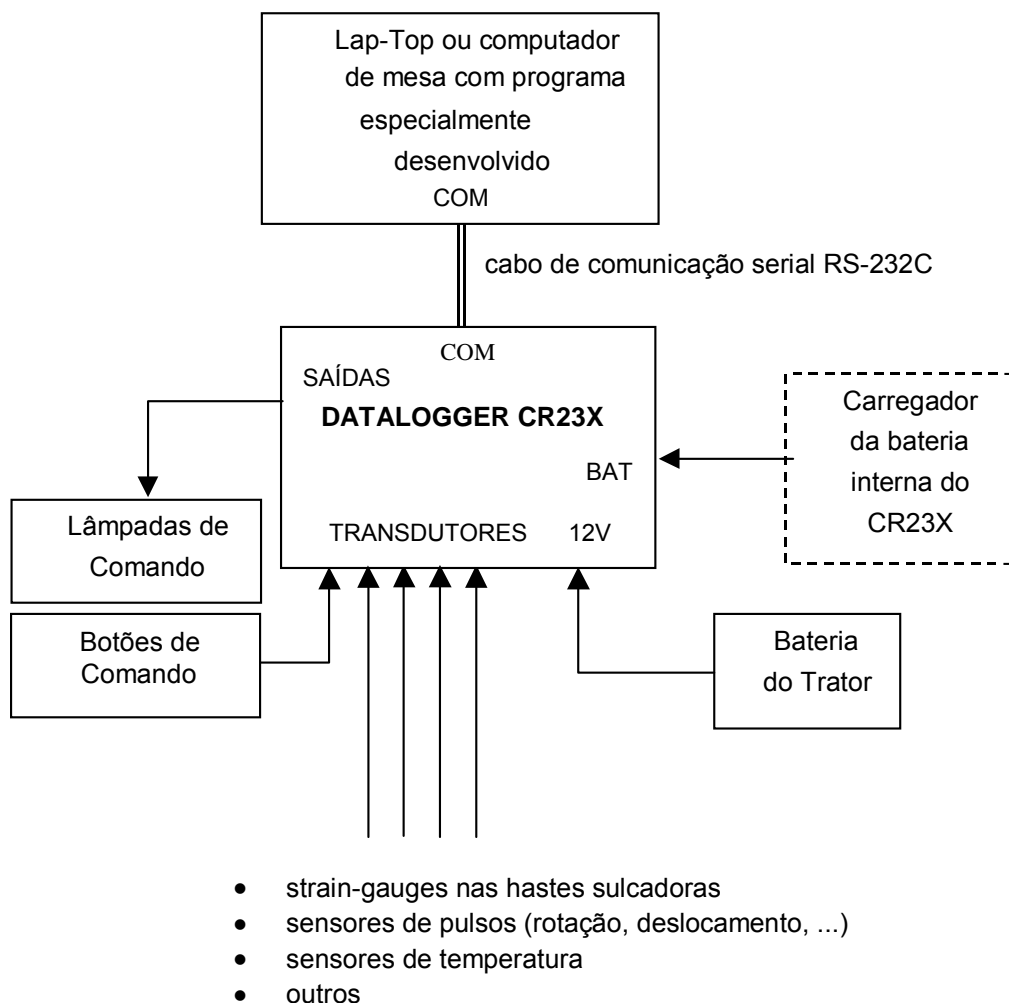 Lap-Top ou computador
de mesa com programa
especialmente
desenvolvido
COM
cabo de comunicação serial RS-232C
COM
SAÍDAS
DATALOGGER CR23X
BAT
TRANSDUTORES 12V
Carregador
da bateria
interna do
CR23X
Lâmpadas de
Comando
Botões de
Comando
Bateria
do Trator
• strain-gauges nas hastes sulcadoras
• sensores de pulsos (rotação, deslocamento, ...)
• sensores de temperatura
• outros